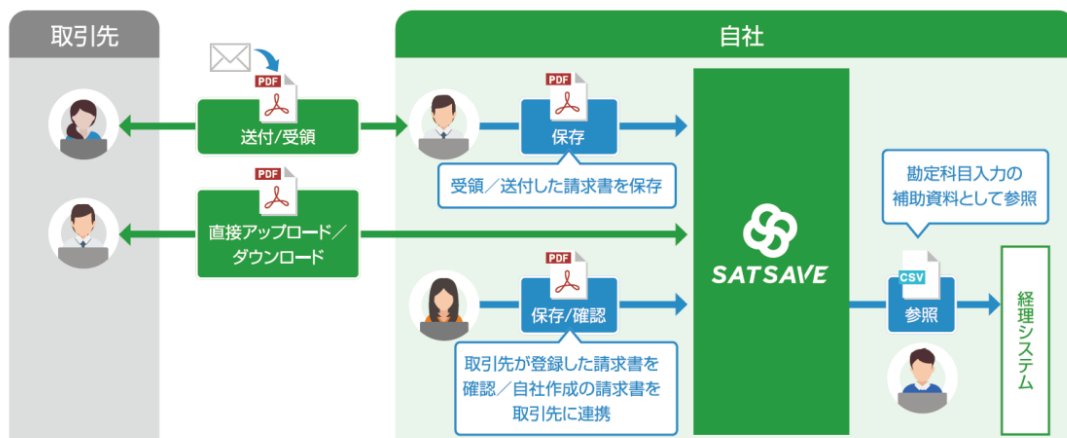 取引先
自社
PDF
送付/受領
PDF
保存
受領／送付した請求書を保存
PDF
直接アップロード／
ダウンロード
SATSAVE
勘定科目入力の
補助資料として参照
PDF
保存/確認
取引先が登録した請求書を
確認／自社作成の請求書を
取引先に連携
CSV
参照
経理システム